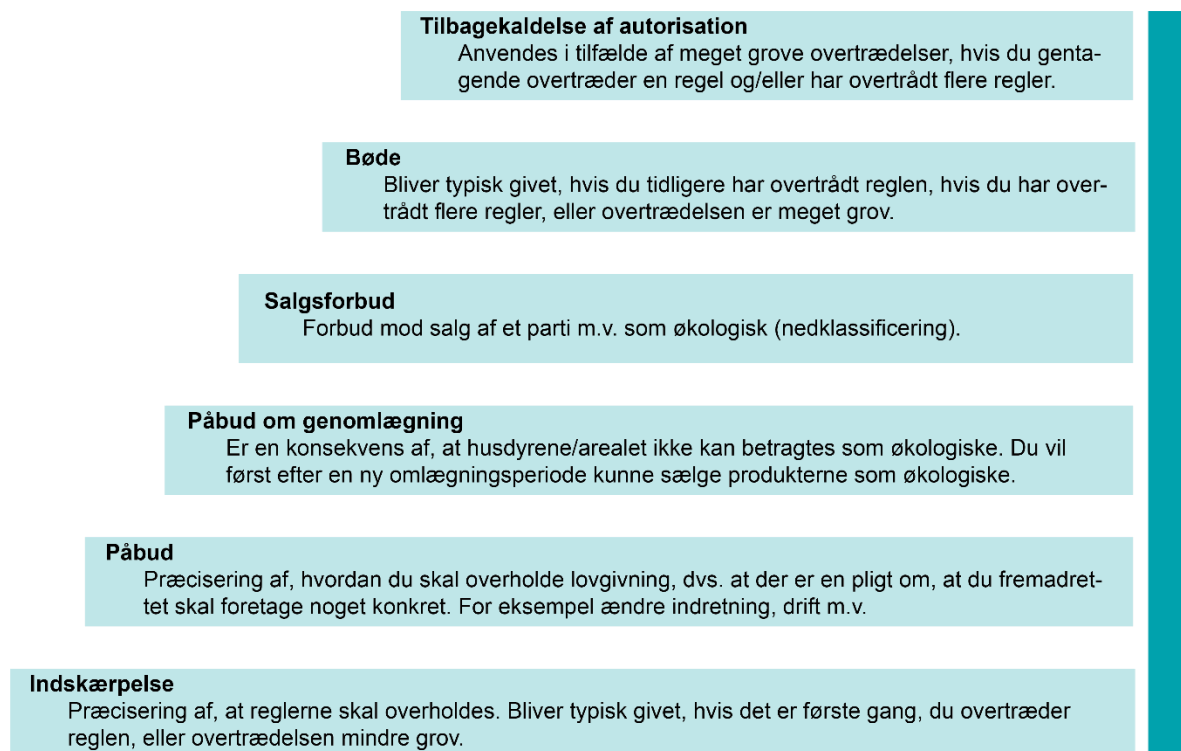 Tilbagekaldelse af autorisation
Anvendes i tilfælde af meget grove overtrædelser, hvis du genta-
gende overtræder en regel og/eller har overtrådt flere regler.
Bøde
Bliver typisk givet, hvis du tidligere har overtrådt reglen, hvis du har over-
trådt flere regler, eller overtrædelsen er meget grov.
Salgsforbud
Forbud mod salg af et parti m.v. som økologisk (nedklassificering).
Påbud om genomlægning
Er en konsekvens af, at husdyrene/arealet ikke kan betragtes som økologiske. Du vil
først efter en ny omlægningsperiode kunne sælge produkterne som økologiske.
Påbud
Præcisering af, hvordan du skal overholde lovgivning, dvs. at der er en pligt om, at du fremadret-
tet skal foretage noget konkret. For eksempel ændre indretning, drift m.v.
Indskærpelse
Præcisering af, at reglerne skal overholdes. Bliver typisk givet, hvis det er første gang, du overtræder
reglen, eller overtrædelsen mindre grov.